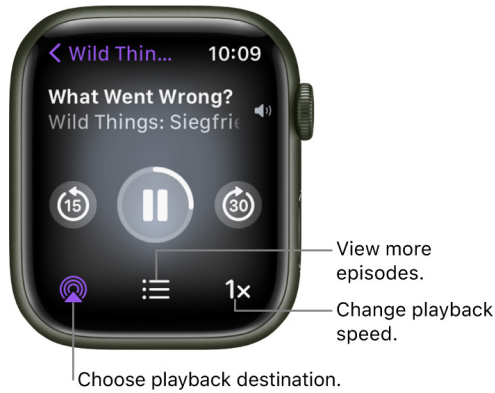 Wild Thin...
10:09
What Went Wrong?
Wild Things: Siegfrie
15
30
1×
View more
episodes.
Change playback
speed.
Choose playback destination.